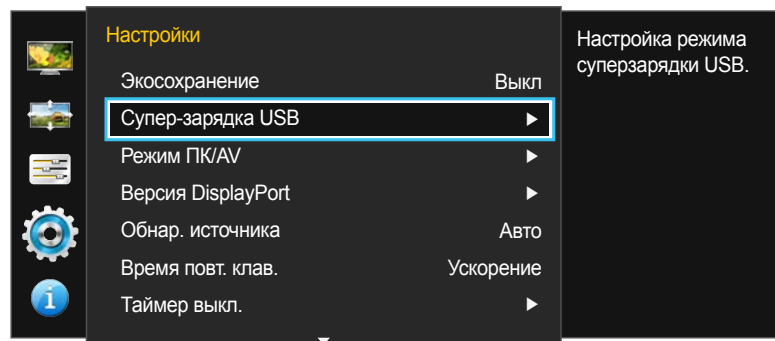 Настройки
Экосохранение Выкл
Супер-зарядка USB
Режим ПК/AV
Версия DisplayPort
Обнар. источника Авто
Время повт. клав. Ускорение
Таймер выкл.
Настройка режима
суперзарядки USB.